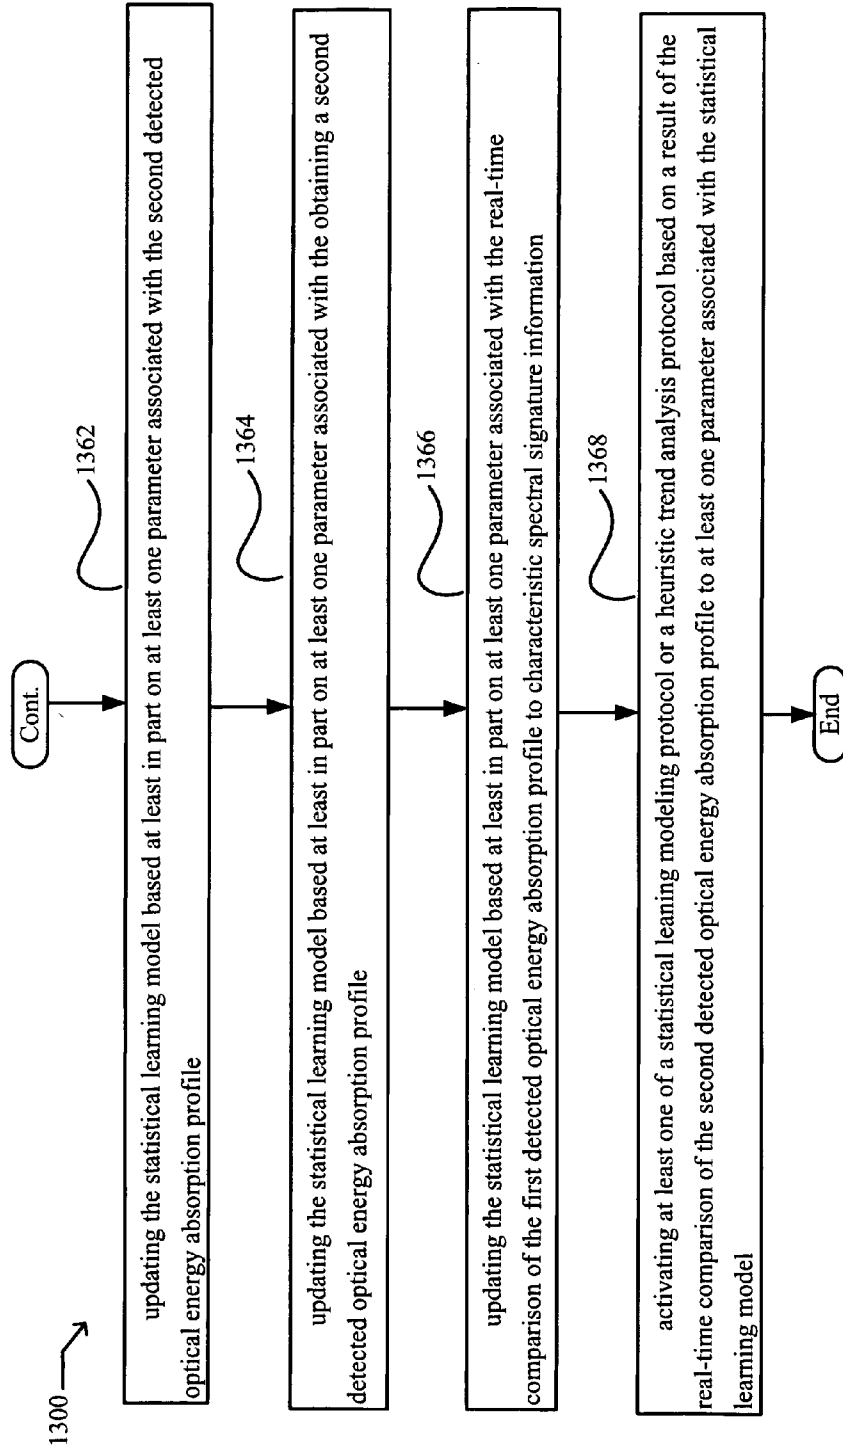 1300
Cont.
1362
updating the statistical learning model based at least in part on at least one parameter associated with the second detected
optical energy absorption profile
1364
updating the statistical learning model based at least in part on at least one parameter associated with the obtaining a second
detected optical energy absorption profile
1366
updating the statistical learning model based at least in part on at least one parameter associated with the real-time
comparison of the first detected optical energy absorption profile to characteristic spectral signature information
1368
activating at least one of a statistical leaning modeling protocol or a heuristic trend analysis protocol based on a result of the
real-time comparison of the second detected optical energy absorption profile to at least one parameter associated with the statistical
learning model
End